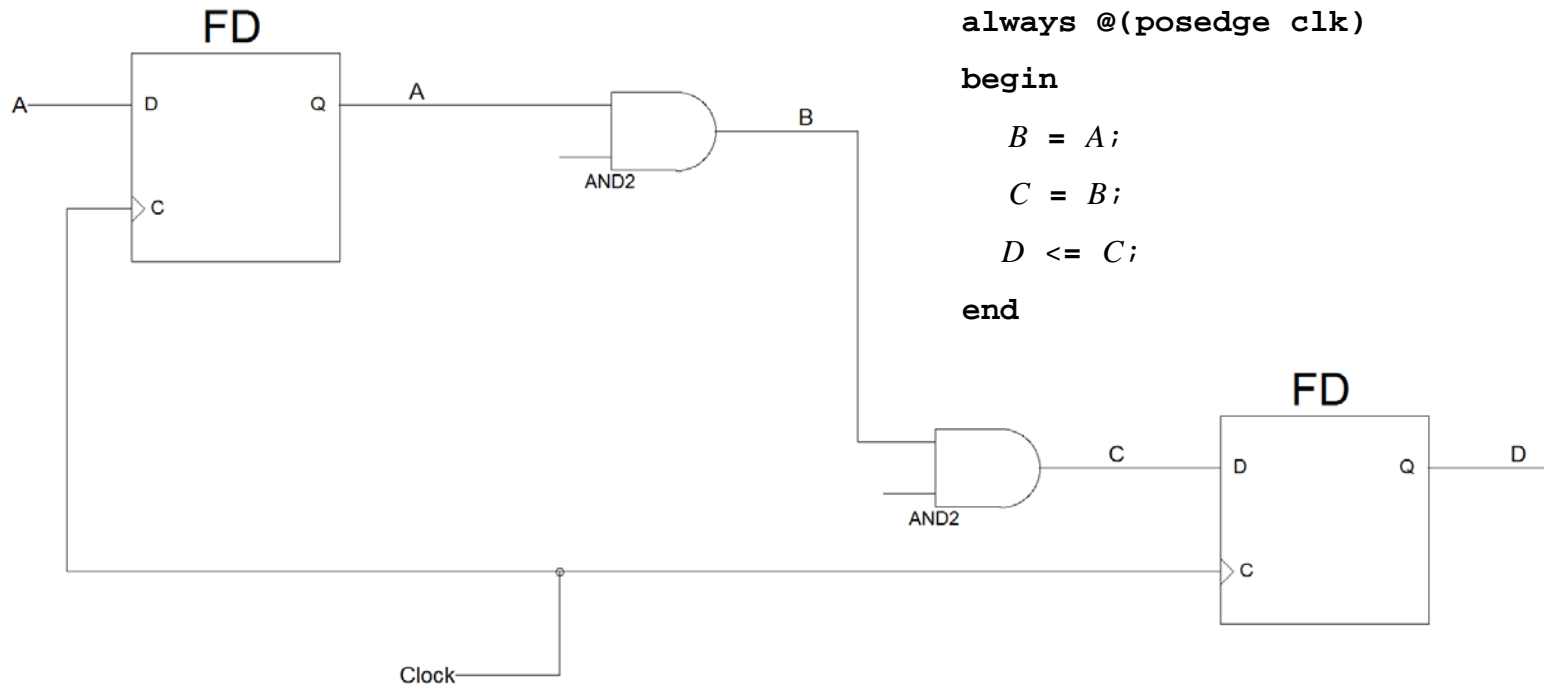 FD
always @(posedge clk)
begin
B = A;
C = B;
D <= C;
end
A
D
Q
A
B
AND2
C
FD
C
D
Q
D
AND2
C
Clock